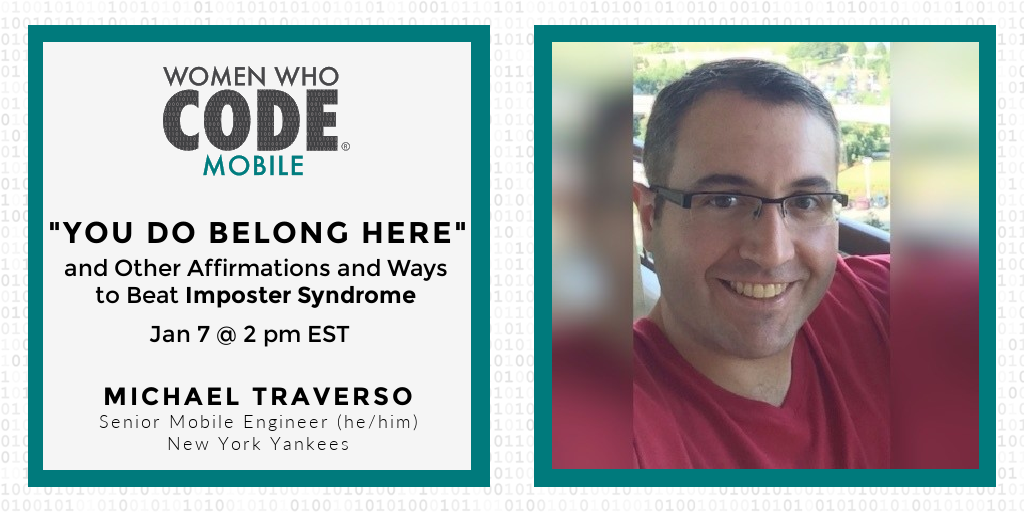 WOMEN WHO
CODE®
MOBILE
"YOU DO BELONG HERE"
and Other Affirmations and Ways
to Beat Imposter Syndrome
Jan 7 @ 2 pm EST
MICHAEL TRAVERSO
Senior Mobile Engineer (he/him)
New York Yankees